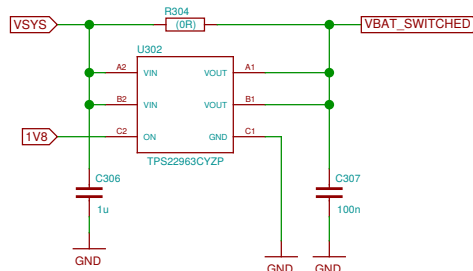 R304
VSYS
(0R)
VBAT_SWITCHED
U302
A2 VIN VOUT A1
B2 VIN VOUT B1
1V8 C2 ON GND C1
TPS22963CYZP
C306
1u
C307
100n
GND
GND
GND